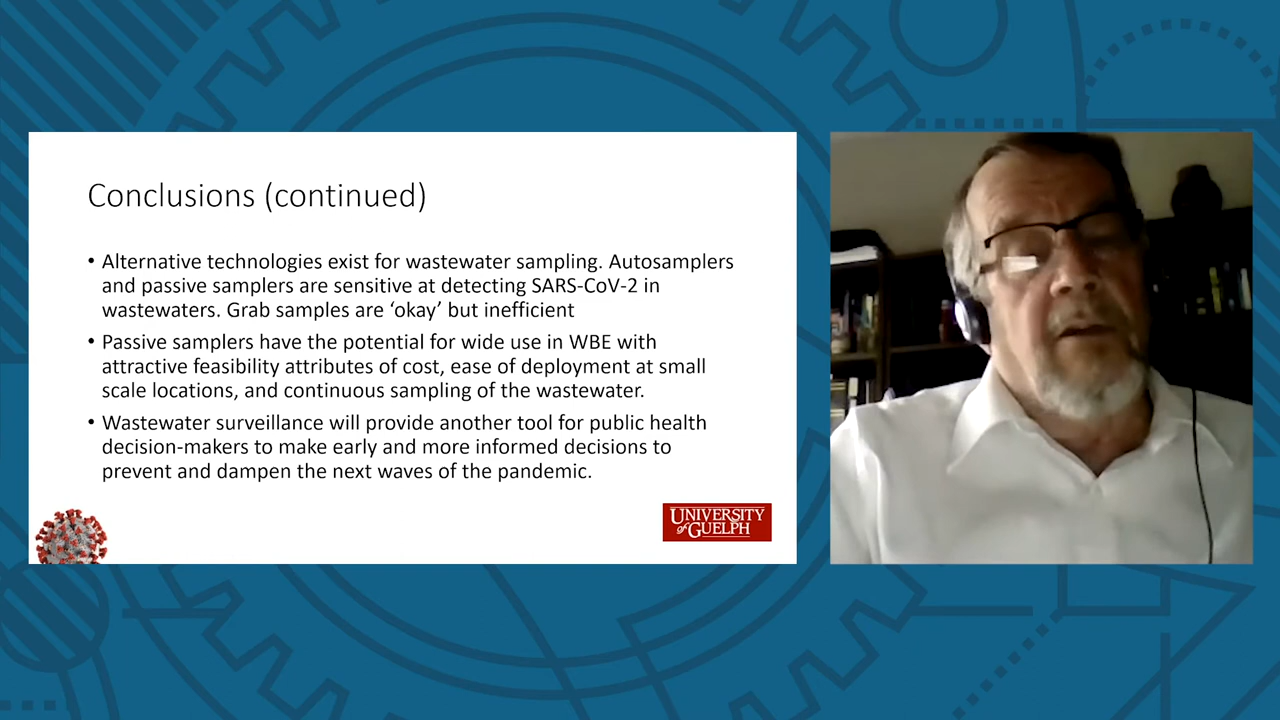 Conclusions (continued)
• Alternative technologies exist for wastewater sampling. Autosamplers
and passive samplers are sensitive at detecting SARS-CoV-2 in
wastewaters. Grab samples are ‘okay’ but inefficient
• Passive samplers have the potential for wide use in WBE with
attractive feasibility attributes of cost, ease of deployment at small
scale locations, and continuous sampling of the wastewater.
• Wastewater surveillance will provide another tool for public health
decision-makers to make early and more informed decisions to
prevent and dampen the next waves of the pandemic.
UNIVERSITY
of GUELPH